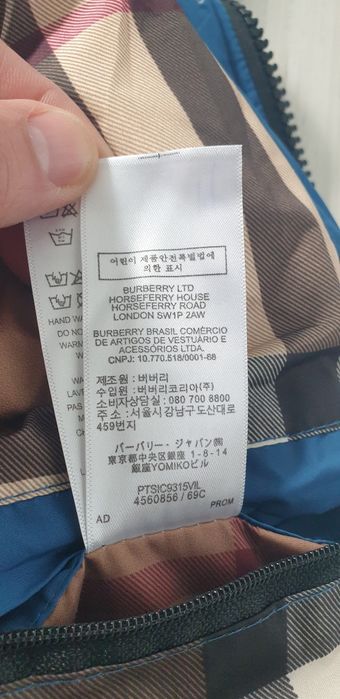 어린이 제품안전특별법에
의한 표시
BURBERRY LTD
HORSEFERRY HOUSE
HORSEFERRY ROAD
LONDON SW1P 2AW
BURBERRY BRASIL COMÉRCIO
DE ARTIGOS DE VESTUÁRIO E
ACESSÓRIOS LTDA.
CNPJ: 10.770.518/0001-68
제조원 : 버버리
수입원 : 버버리코리아(주)
소비자상담실 : 080 700 8800
주 소 : 서울시강남구도산대로
459번지
バーバリー・ジャパン㈱
東京都中央区銀座 1-8-14
銀座YOMIKOビル
PTSIC9315VIL
4560856 / 69C
AD
PROM
HAND W
DO NO
WARM
LAVE
PAS